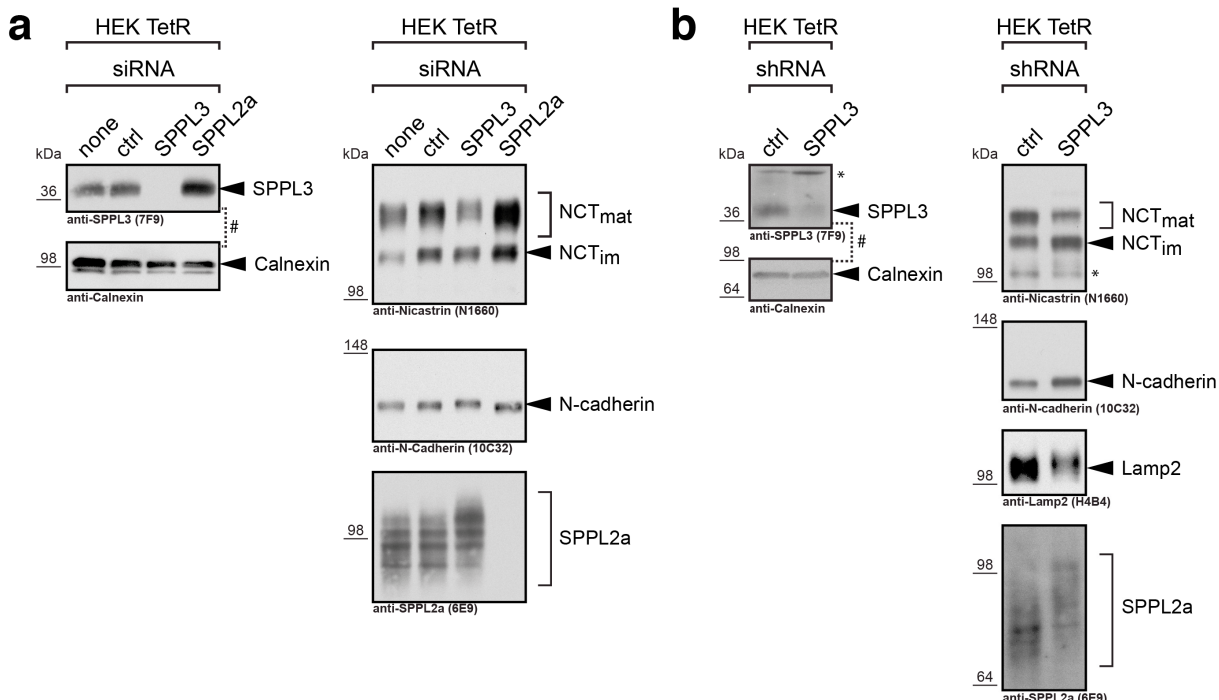 a
HEK TetR
siRNA
none
ctrl
SPPL3
SPPL2a
kDa
36
SPPL3
anti-SPPL3 (7F9)
#
98
Calnexin
anti-Calnexin
HEK TetR
siRNA
none
ctrl
SPPL3
SPPL2a
kDa
NCTmat
NCTim
98
anti-Nicastrin (N1660)
148
N-cadherin
anti-N-Cadherin (10C32)
98
SPPL2a
anti-SPPL2a (6E9)
b
HEK TetR
shRNA
ctrl
SPPL3
kDa
*
36
SPPL3
anti-SPPL3 (7F9)
#
98
Calnexin
64
anti-Calnexin
HEK TetR
shRNA
ctrl
SPPL3
kDa
NCTmat
NCTim
98
*
anti-Nicastrin (N1660)
148
N-cadherin
anti-N-cadherin (10C32)
Lamp2
98
anti-Lamp2 (H4B4)
98
SPPL2a
64
anti-SPPL2a (6E9)